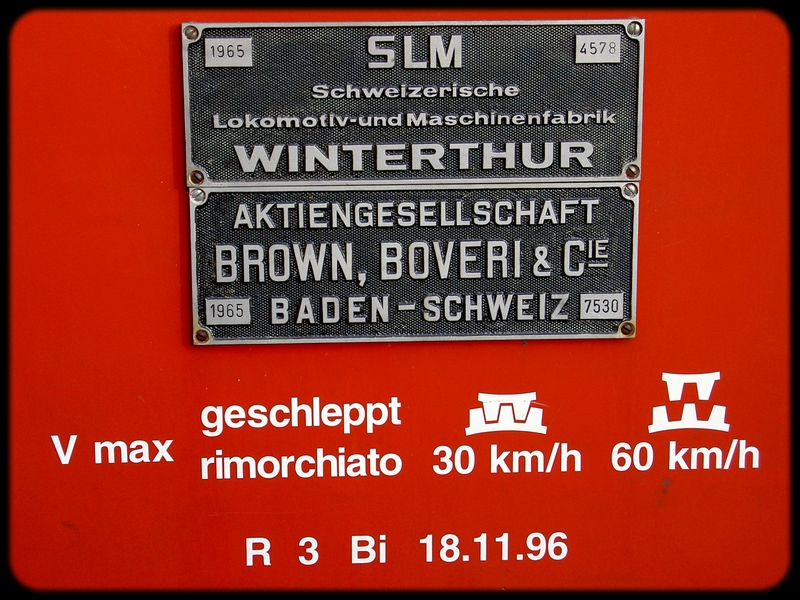 1965 SLM 4578
Schweizerische
Lokomotiv-und Maschinenfabrik
WINTERTHUR
AKTIENGESELLSCHAFT
BROWN, BOVERI & CIE
1965 BADEN-SCHWEIZ 7530
V max
geschleppt
rimorchiato
30 km/h
60 km/h
R 3 Bi 18.11.96